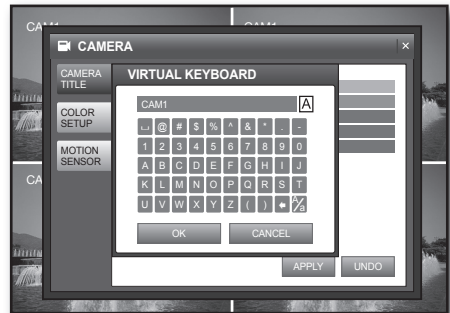 CAM1
CAM1
CAMERA
×
CAMERA
TITLE
COLOR
SETUP
MOTION
SENSOR
VIRTUAL KEYBOARD
CAM1 A
␣ @ # $ % ^ & * . -
1 2 3 4 5 6 7 8 9 0
A B C D E F G H I J
K L M N O P Q R S T
U V W X Y Z ( ) A/a
OK CANCEL
CA
APPLY UNDO